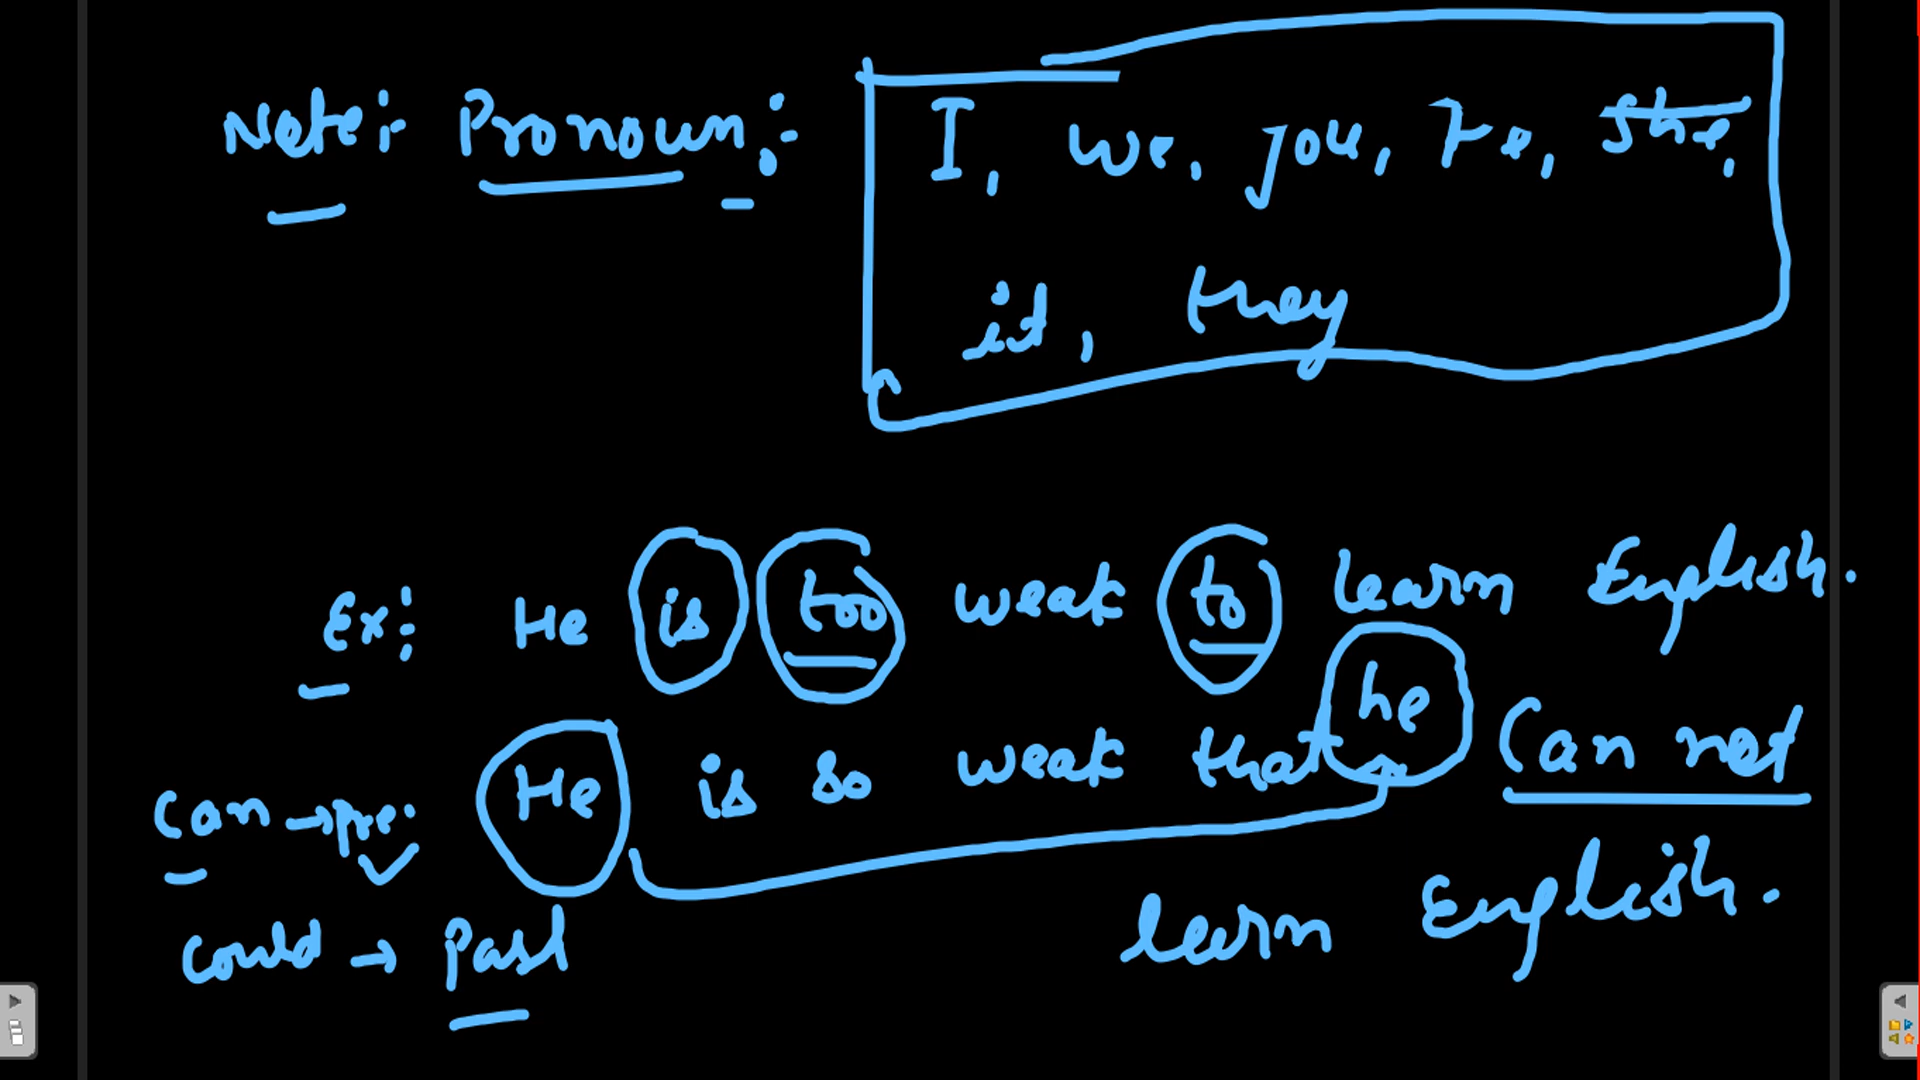 Note:- Pronoun:- I, we, you, He, She,
it, they
Ex: He is too weak to learn English.
He is so weak that he Can not
Can → pre:
learn English.
Could → Past